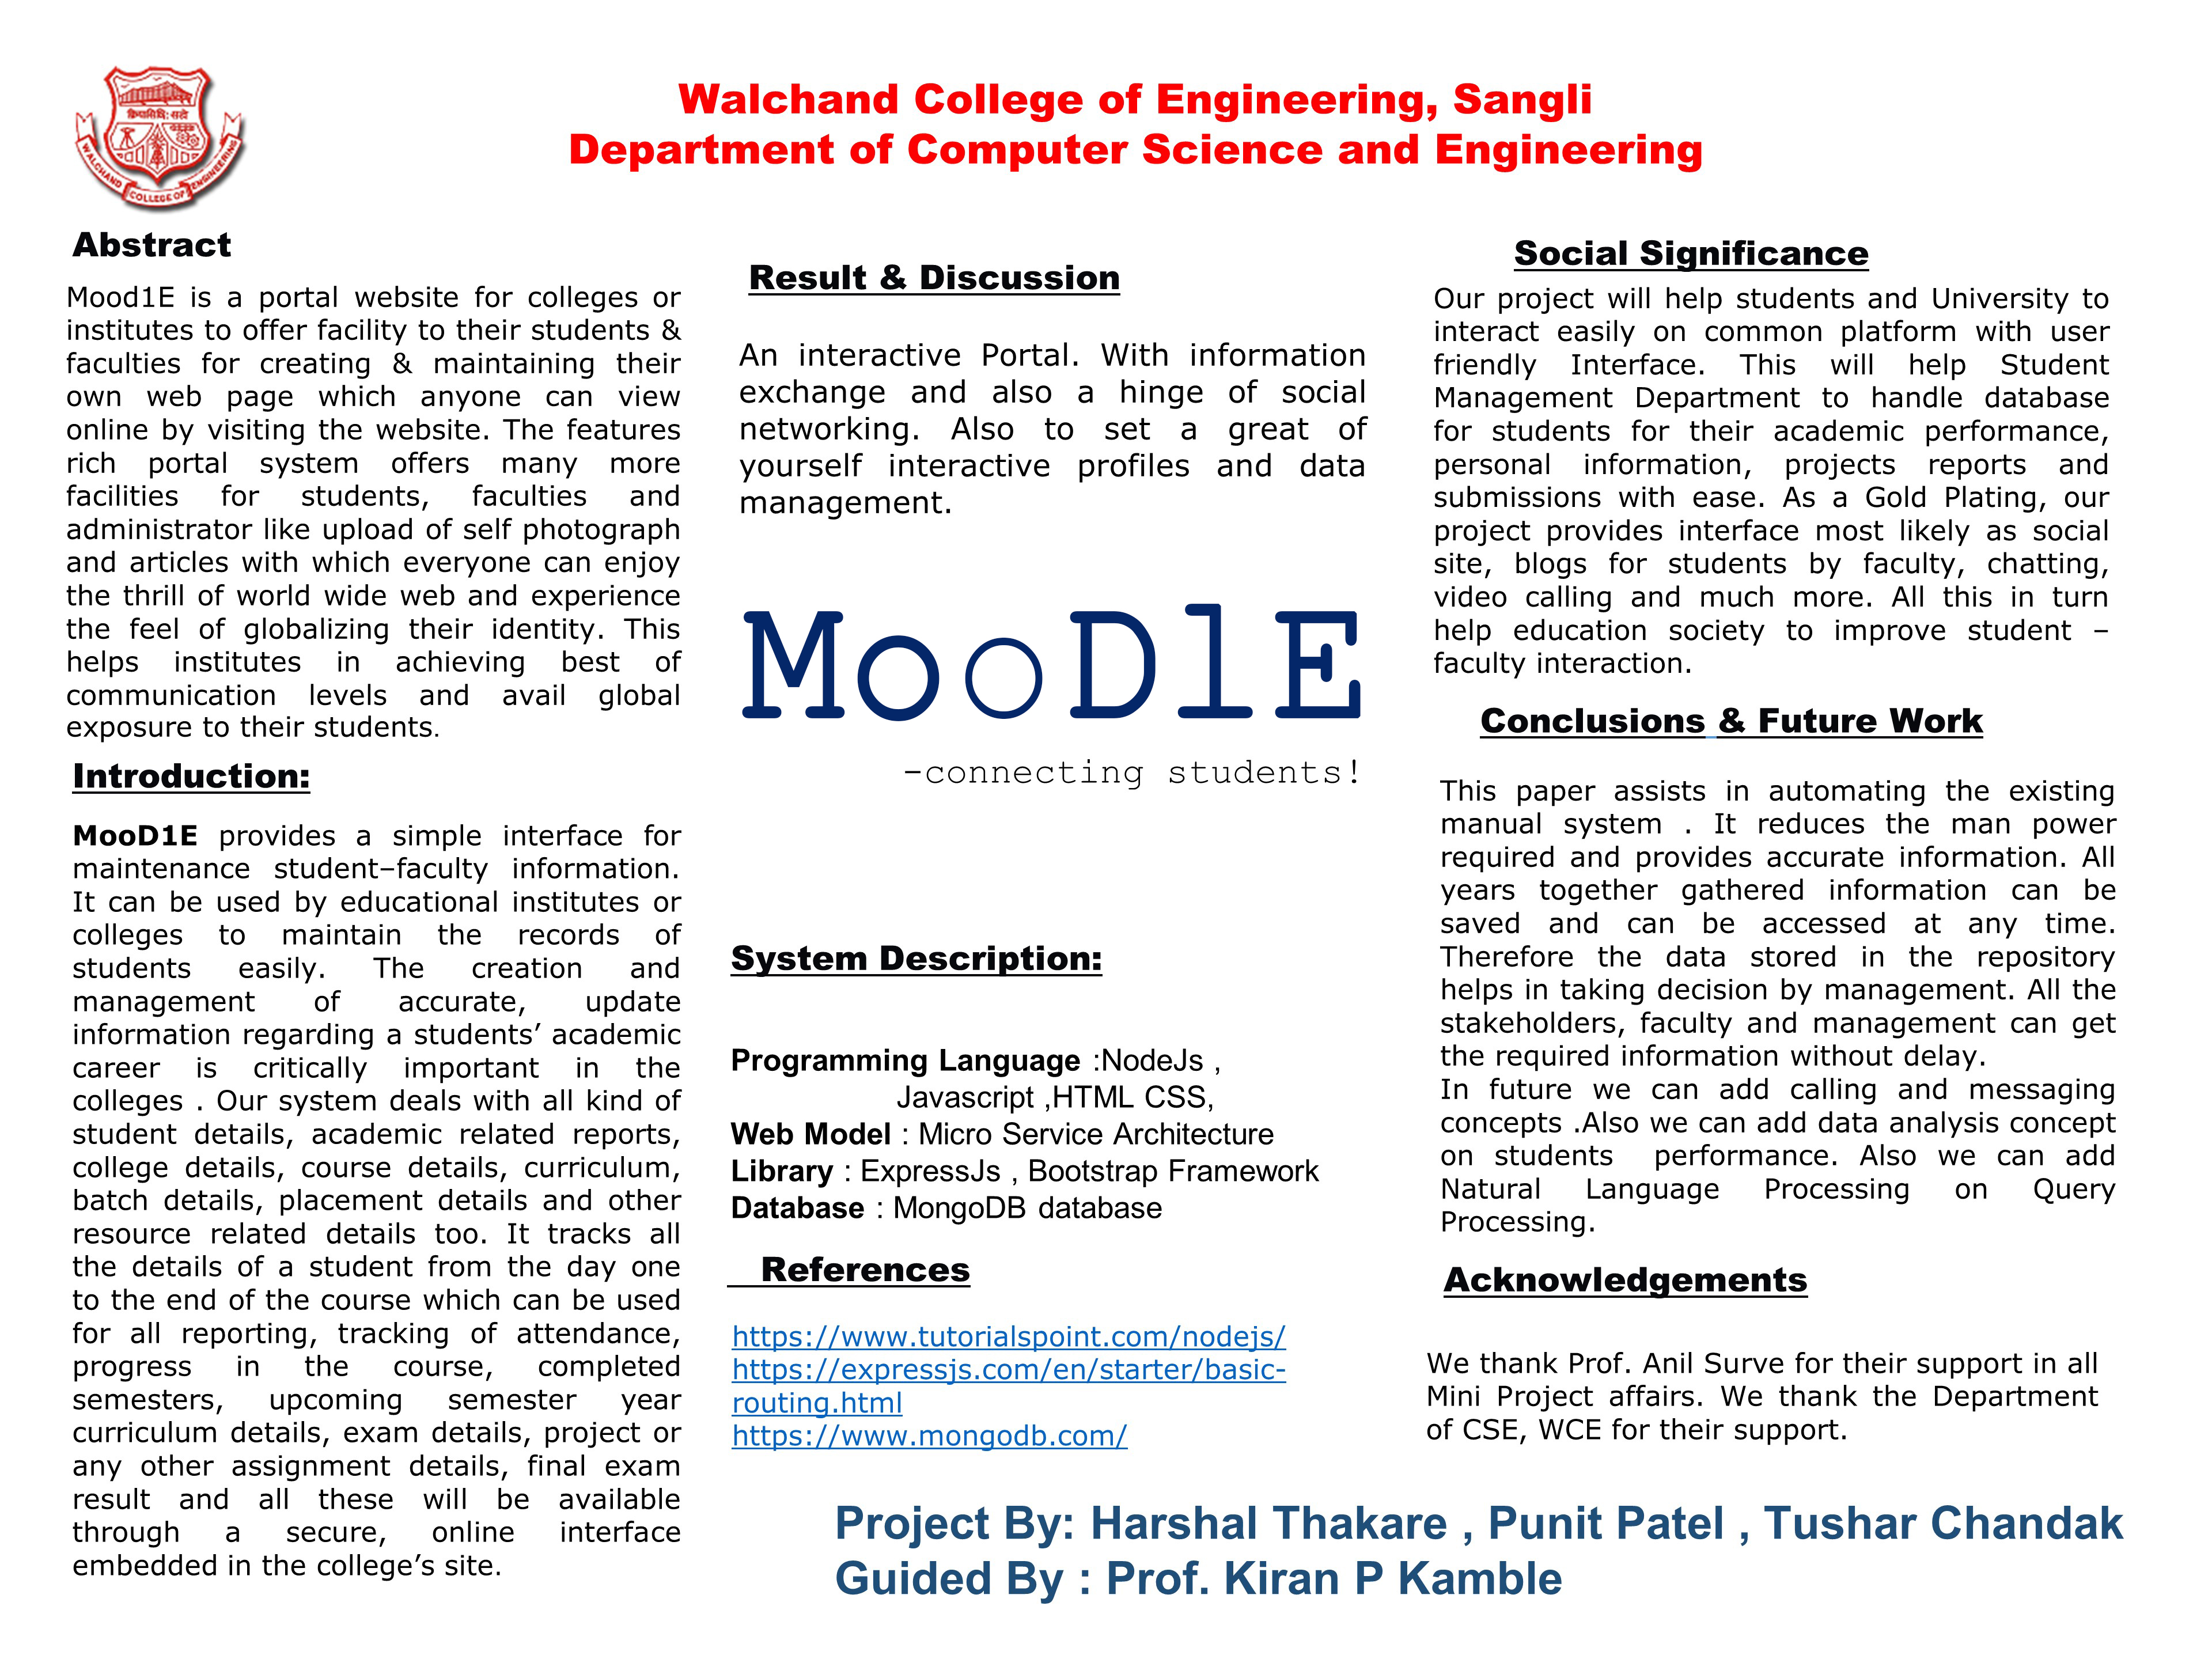 Walchand College of Engineering, Sangli
Department of Computer Science and Engineering
WALCHAND COLLEGE OF ENGINEERING
Abstract
Mood1E is a portal website for colleges or
institutes to offer facility to their students &
faculties for creating & maintaining their
own web page which anyone can view
online by visiting the website. The features
rich portal system offers many more
facilities for students, faculties and
administrator like upload of self photograph
and articles with which everyone can enjoy
the thrill of world wide web and experience
the feel of globalizing their identity. This
helps institutes in achieving best of
communication levels and avail global
exposure to their students.
Introduction:
MooD1E provides a simple interface for
maintenance student–faculty information.
It can be used by educational institutes or
colleges to maintain the records of
students easily. The creation and
management of accurate, update
information regarding a students’ academic
career is critically important in the
colleges . Our system deals with all kind of
student details, academic related reports,
college details, course details, curriculum,
batch details, placement details and other
resource related details too. It tracks all
the details of a student from the day one
to the end of the course which can be used
for all reporting, tracking of attendance,
progress in the course, completed
semesters, upcoming semester year
curriculum details, exam details, project or
any other assignment details, final exam
result and all these will be available
through a secure, online interface
embedded in the college’s site.
Result & Discussion
An interactive Portal. With information
exchange and also a hinge of social
networking. Also to set a great of
yourself interactive profiles and data
management.
MooDlE
-connecting students!
System Description:
Programming Language :NodeJs ,
Javascript ,HTML CSS,
Web Model : Micro Service Architecture
Library : ExpressJs , Bootstrap Framework
Database : MongoDB database
References
https://www.tutorialspoint.com/nodejs/
https://expressjs.com/en/starter/basic-
routing.html
https://www.mongodb.com/
Social Significance
Our project will help students and University to
interact easily on common platform with user
friendly Interface. This will help Student
Management Department to handle database
for students for their academic performance,
personal information, projects reports and
submissions with ease. As a Gold Plating, our
project provides interface most likely as social
site, blogs for students by faculty, chatting,
video calling and much more. All this in turn
help education society to improve student –
faculty interaction.
Conclusions & Future Work
This paper assists in automating the existing
manual system . It reduces the man power
required and provides accurate information. All
years together gathered information can be
saved and can be accessed at any time.
Therefore the data stored in the repository
helps in taking decision by management. All the
stakeholders, faculty and management can get
the required information without delay.
In future we can add calling and messaging
concepts .Also we can add data analysis concept
on students performance. Also we can add
Natural Language Processing on Query
Processing.
Acknowledgements
We thank Prof. Anil Surve for their support in all
Mini Project affairs. We thank the Department
of CSE, WCE for their support.
Project By: Harshal Thakare , Punit Patel , Tushar Chandak
Guided By : Prof. Kiran P Kamble